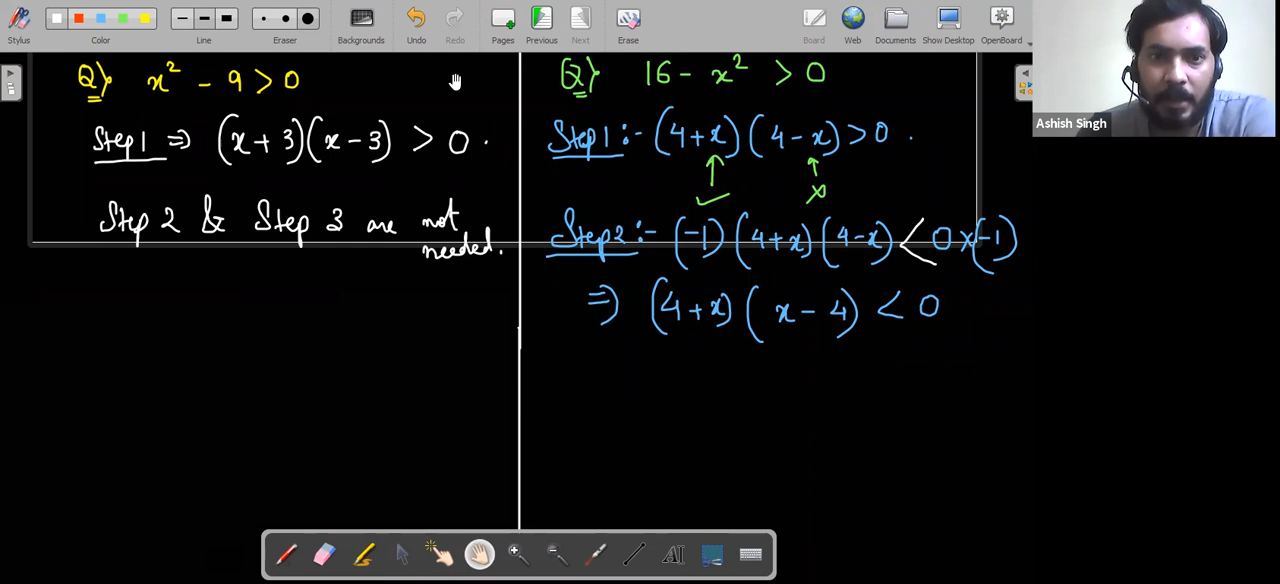 Stylus Color Line Eraser Backgrounds Undo Redo Pages Previous Next Erase Board Web Documents Show Desktop OpenBoard
Ashish Singh
Q) x² - 9 > 0
Step 1 ⇒ (x + 3)(x - 3) > 0.
Step 2 & Step 3 are not
needed.
Q) 16 - x² > 0
Step 1 :- (4 + x)(4 - x) > 0.
✓ ×
Step 2 :- (-1)(4 + x)(4 - x) < 0 × (-1)
⇒ (4 + x)(x - 4) < 0
AI